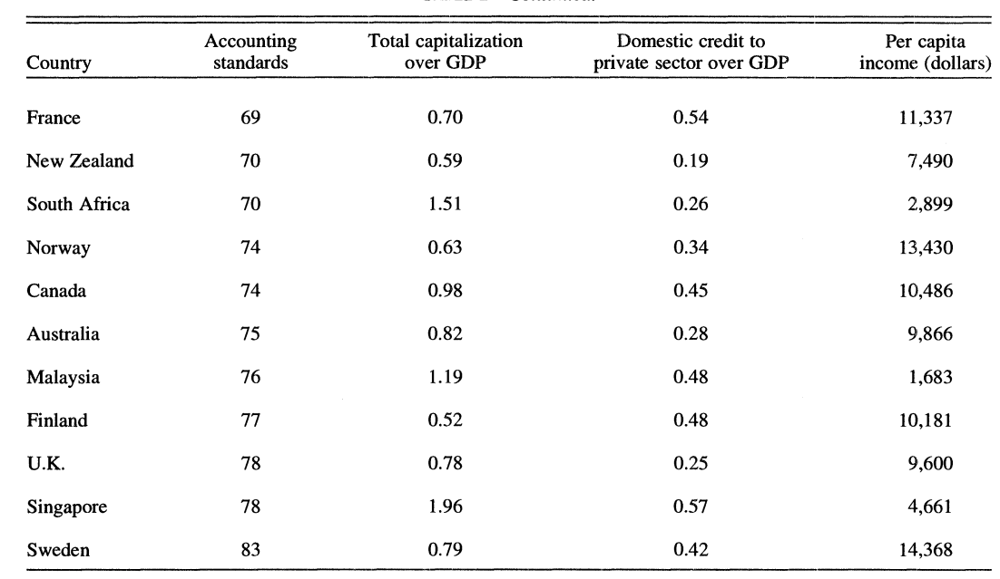 Accounting Total capitalization Domestic credit to Per capita
Country standards over GDP private sector over GDP income (dollars)
France 69 0.70 0.54 11,337
New Zealand 70 0.59 0.19 7,490
South Africa 70 1.51 0.26 2,899
Norway 74 0.63 0.34 13,430
Canada 74 0.98 0.45 10,486
Australia 75 0.82 0.28 9,866
Malaysia 76 1.19 0.48 1,683
Finland 77 0.52 0.48 10,181
U.K. 78 0.78 0.25 9,600
Singapore 78 1.96 0.57 4,661
Sweden 83 0.79 0.42 14,368